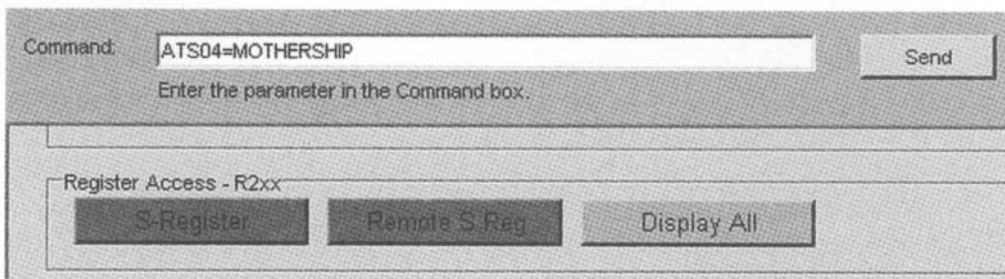 Command: ATS04=MOTHERSHIP Send
Enter the parameter in the Command box.
Register Access - R2xx
S-Register Remote S Reg Display All